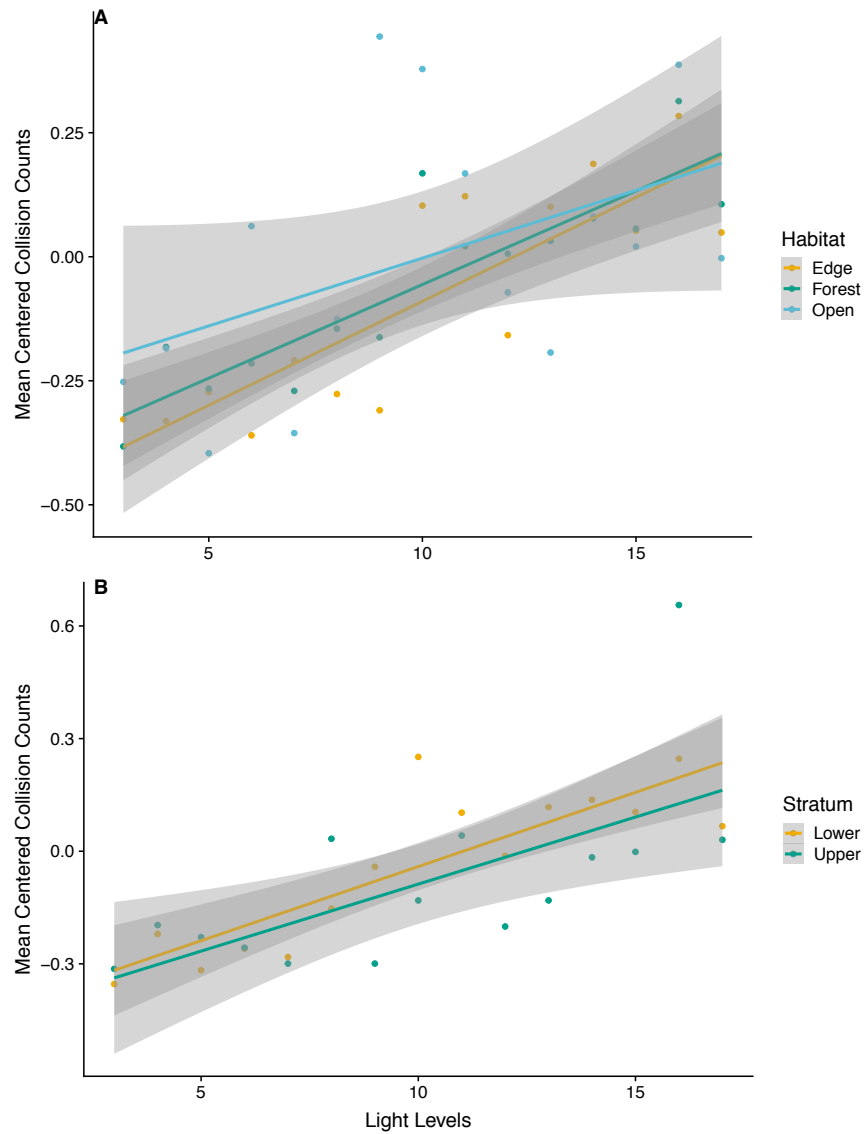 A
0.25
0.00
−0.25
−0.50
Mean Centered Collision Counts
5
10
15
Habitat
Edge
Forest
Open
B
0.6
0.3
0.0
−0.3
Mean Centered Collision Counts
5
10
15
Light Levels
Stratum
Lower
Upper